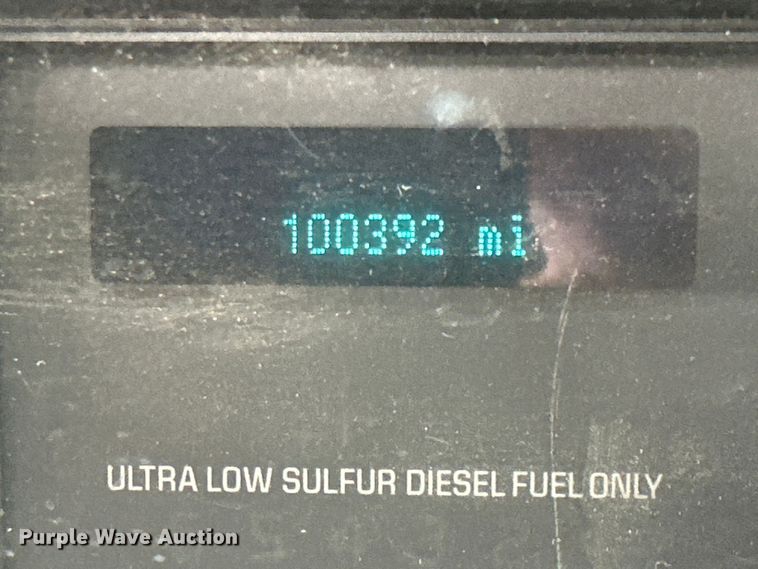 100392 mi
ULTRA LOW SULFUR DIESEL FUEL ONLY
Purple Wave Auction